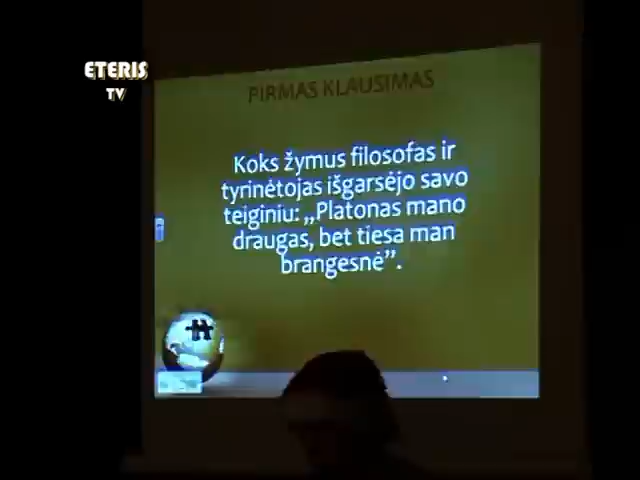 ETERIS
TV
PIRMAS KLAUSIMAS
Koks žymus filosofas ir
tyrinėtojas išgarsėjo savo
teiginiu: „Platonas mano
draugas, bet tiesa man
brangesnė”.